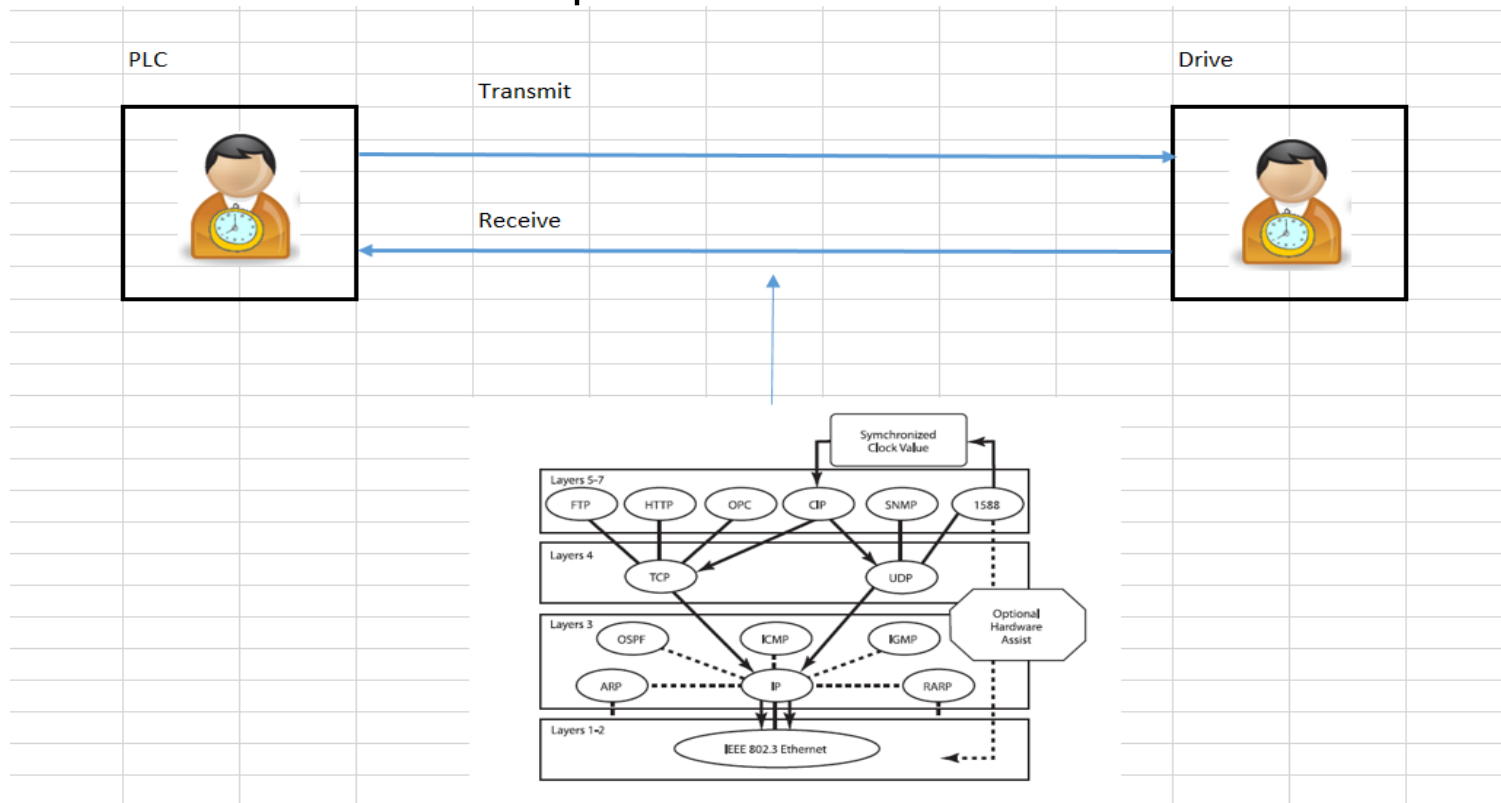 PLC
Drive
Transmit
Receive
Symchronized
Clock Value
Layers 5-7
FTP
HTTP
OPC
CIP
SNMP
1588
Layers 4
TCP
UDP
Optional
Hardware
Assist
Layers 3
OSPF
ICMP
IGMP
ARP
IP
RARP
Layers 1-2
IEEE 802.3 Ethernet